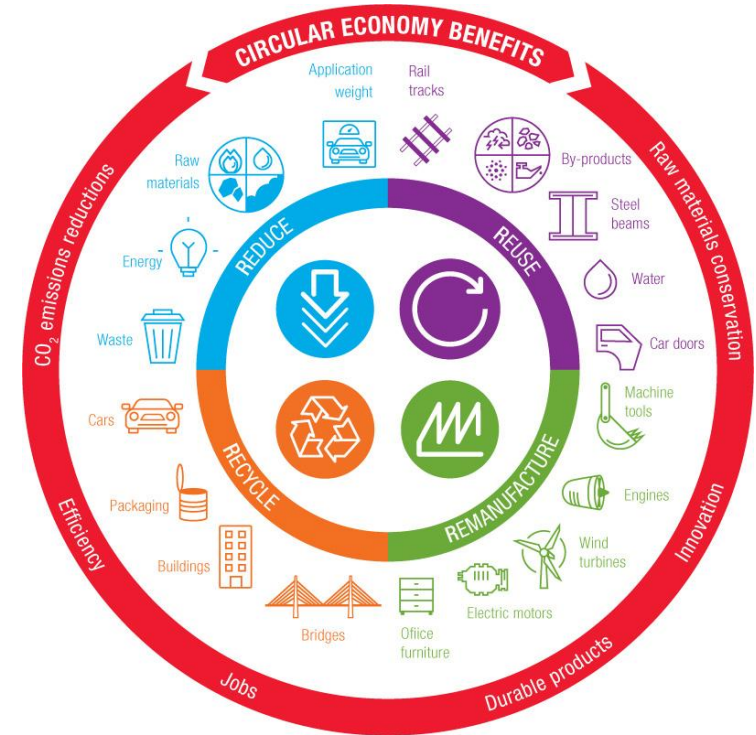 CIRCULAR ECONOMY BENEFITS
Raw materials conservation
Innovation
Durable products
Jobs
Efficiency
CO₂ emissions reductions
REDUCE
Application
weight
Raw
materials
Energy
Waste
REUSE
Rail
tracks
By-products
Steel
beams
Water
Car doors
REMANUFACTURE
Machine
tools
Engines
Wind
turbines
Electric motors
Ofiice
furniture
RECYCLE
Bridges
Buildings
Packaging
Cars